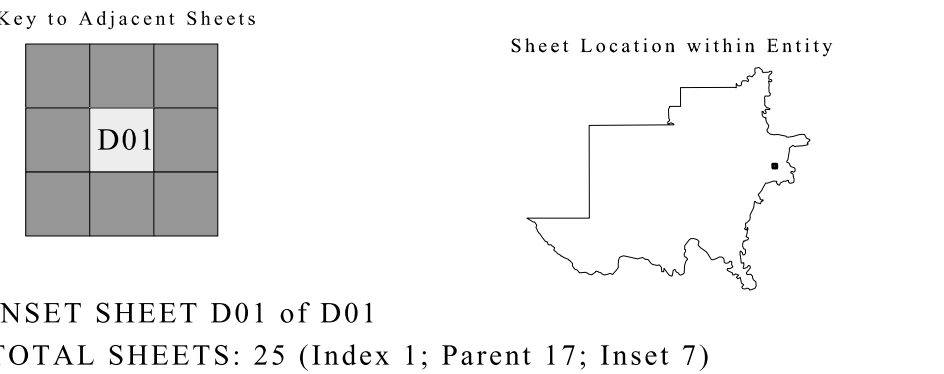 Key to Adjacent Sheets
Sheet Location within Entity
D01
NSET SHEET D01 of D01
TOTAL SHEETS: 25 (Index 1; Parent 17; Inset 7)